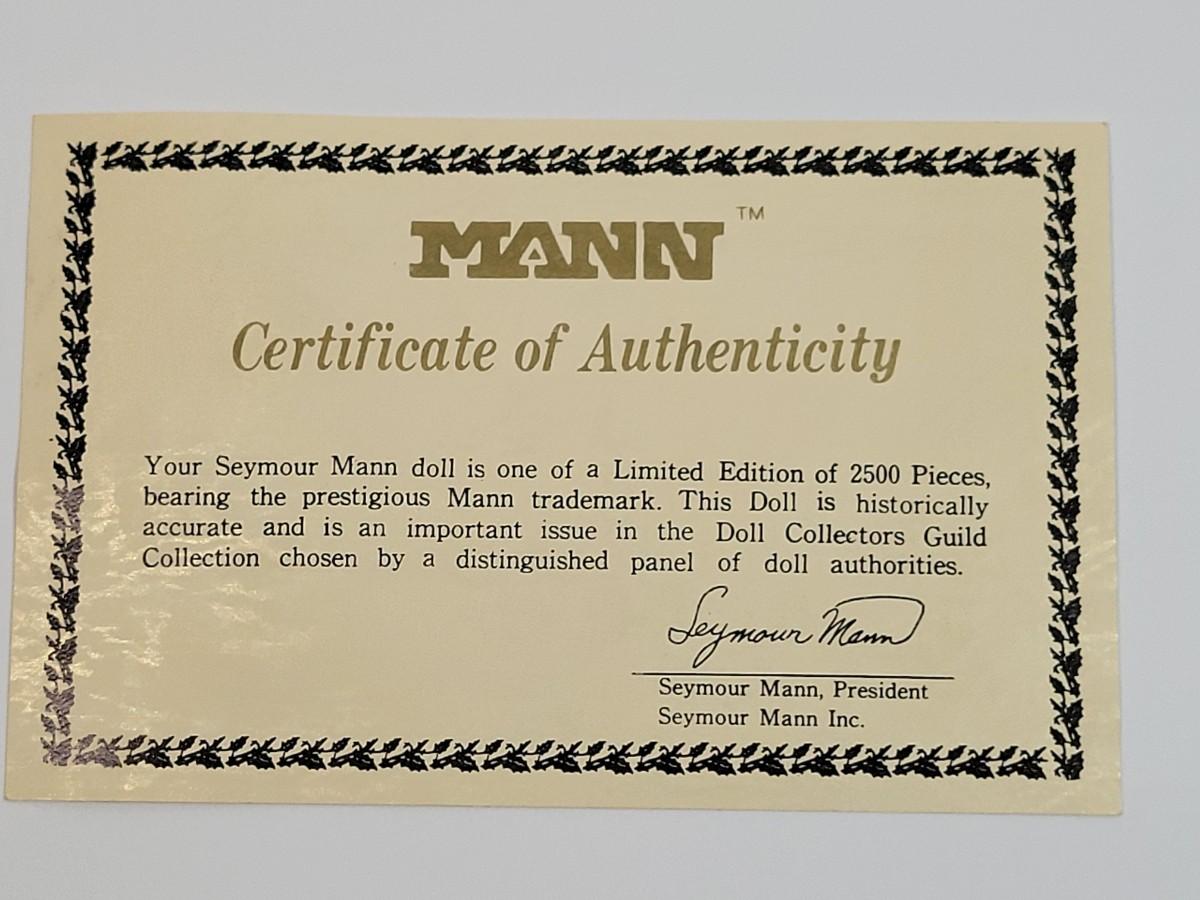 MANN™
Certificate of Authenticity
Your Seymour Mann doll is one of a Limited Edition of 2500 Pieces,
bearing the prestigious Mann trademark. This Doll is historically
accurate and is an important issue in the Doll Collectors Guild
Collection chosen by a distinguished panel of doll authorities.
Seymour Mann
Seymour Mann, President
Seymour Mann Inc.